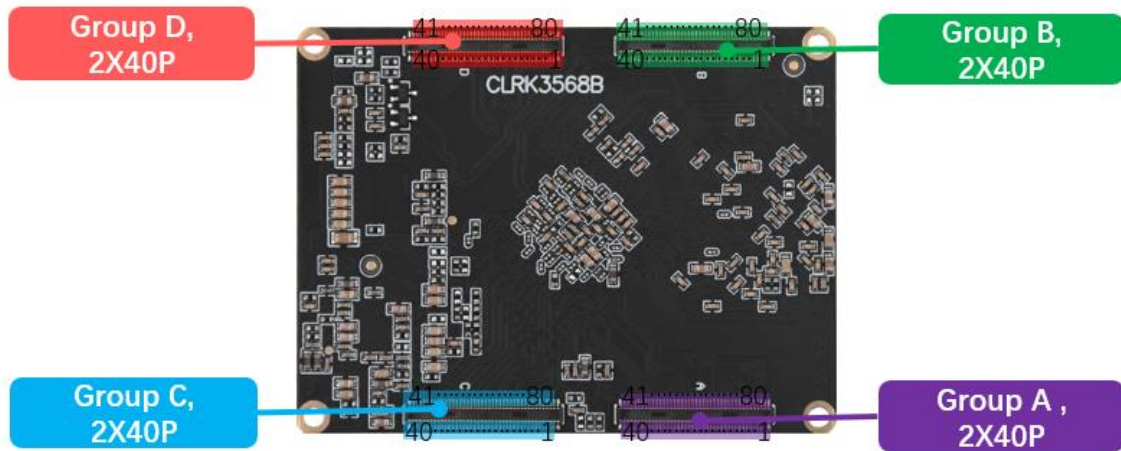 Group D,
2X40P
41 80
40 1
D
41 80
40 1
B
Group B,
2X40P
CLRK3568B
Group C,
2X40P
C
41 80
40 1
A
41 80
40 1
Group A ,
2X40P